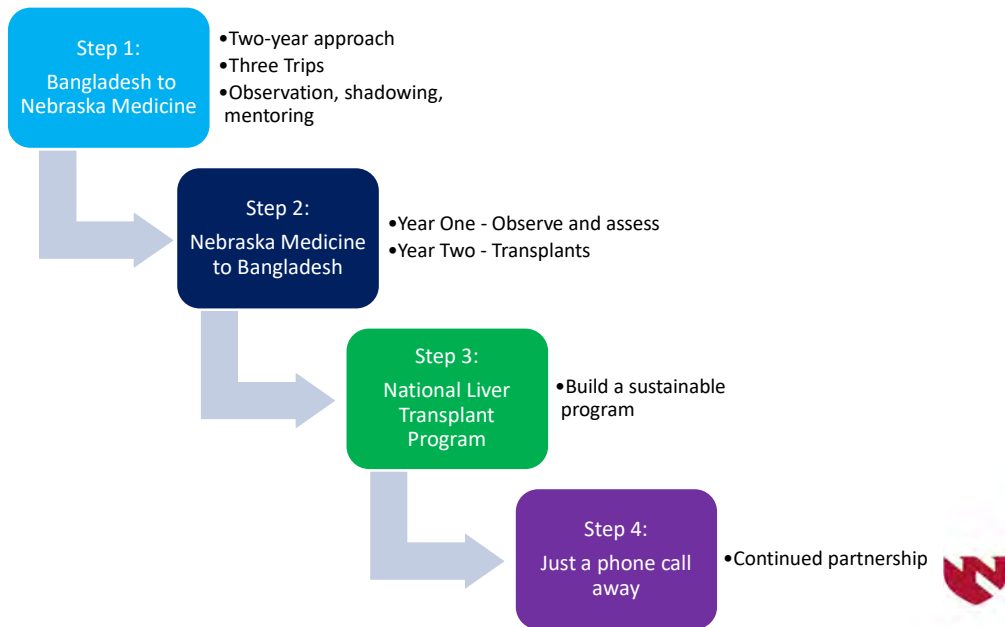 Step 1:
Bangladesh to
Nebraska Medicine
•Two-year approach
•Three Trips
•Observation, shadowing,
mentoring
Step 2:
Nebraska Medicine
to Bangladesh
•Year One - Observe and assess
•Year Two - Transplants
Step 3:
National Liver
Transplant
Program
•Build a sustainable
program
Step 4:
Just a phone call
away
•Continued partnership